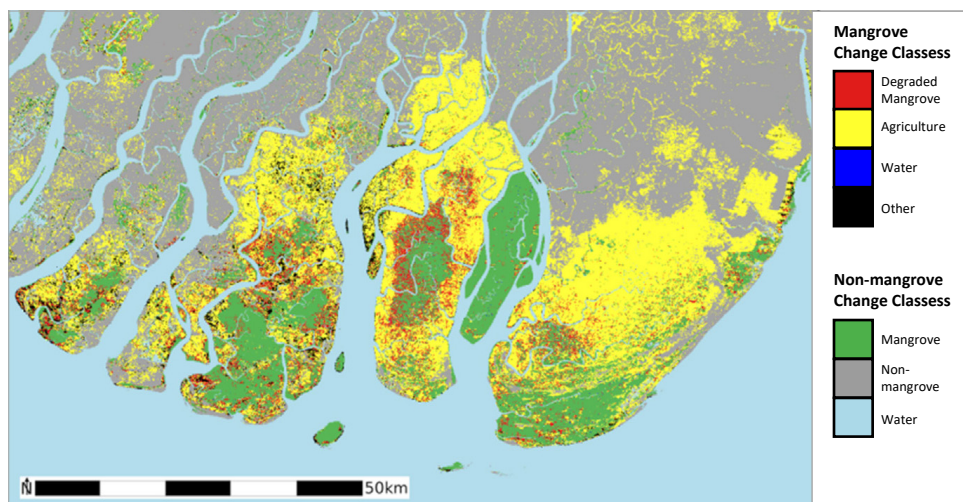 Mangrove
Change Classess
Degraded
Mangrove
Agriculture
Water
Other
Non-mangrove
Change Classess
Mangrove
Non-
mangrove
Water
N
50km